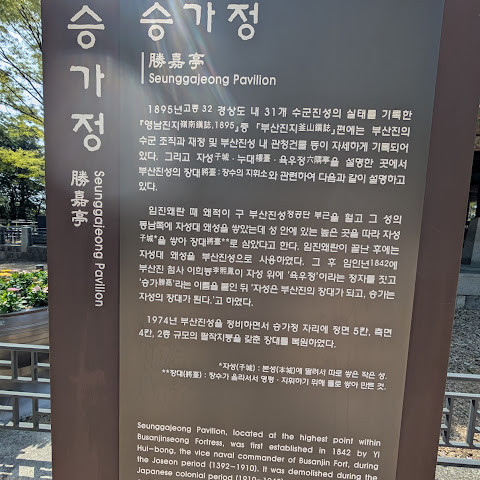 승가정
勝嘉亭
Seunggajeong Pavilion
승가정
勝嘉亭
Seunggajeong Pavilion
1895년고종 32 경상도 내 31개 수군진성의 실태를 기록한
『영남진지嶺南鎭誌, 1895』중 「부산진지釜山鎭誌」편에는 부산진의
수군 조직과 재정 및 부산진성 내 관청건물 등이 자세하게 기록되어
있다. 그리고 자성子城·누대樓臺·육우정六隅亭을 설명한 곳에서
부산진성의 장대將臺: 장수의 지휘소와 관련하여 다음과 같이 설명하고
있다.
임진왜란 때 왜적이 구 부산진성정공단 부근을 헐고 그 성의
동남쪽에 자성대 왜성을 쌓았는데 성 안에 있는 높은 곳을 따라 자성
子城*을 쌓아 장대將臺**로 삼았다고 한다. 임진왜란이 끝난 후에는
자성대 왜성을 부산진성으로 사용하였다. 그 후 임인년1842에
부산진 첨사 이희봉李熙鳳이 자성 위에 '육우정'이라는 정자를 짓고
'승가勝嘉'라는 이름을 붙인 뒤 '자성은 부산진의 장대가 되고, 승가는
자성의 장대가 된다.'고 하였다.
1974년 부산진성을 정비하면서 승가정 자리에 정면 5칸, 측면
4칸, 2층 규모의 팔작지붕을 갖춘 장대를 복원하였다.
*자성(子城) : 본성(本城)에 딸려서 따로 쌓은 작은 성.
**장대(將臺) : 장수가 올라서서 명령·지휘하기 위해 돌로 쌓아 만든 것.
Seunggajeong Pavilion, located at the highest point within
Busanjinseong Fortress, was first established in 1842 by Yi
Hui-bong, the vice naval commander of Busanjin Fort, during
the Joseon period (1392–1910). It was demolished during the
Japanese colonial period (1910–1945)